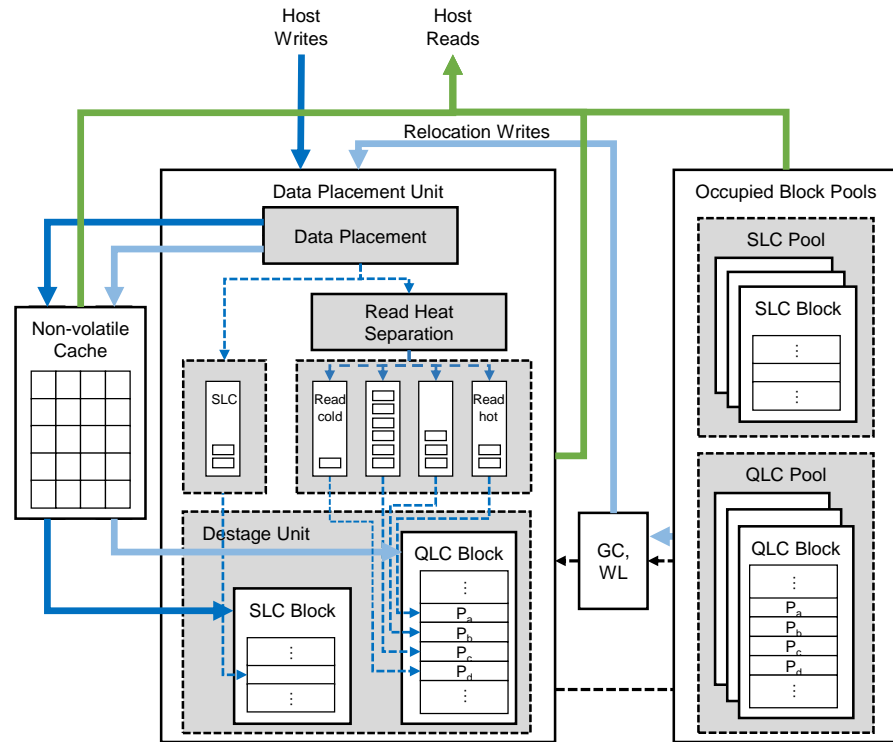 Host
Writes
Host
Reads
Relocation Writes
Data Placement Unit
Data Placement
Read Heat
Separation
Non-volatile
Cache
SLC
Read
cold
Read
hot
Destage Unit
SLC Block
⋮
⋮
QLC Block
⋮
Pa
Pb
Pc
Pd
⋮
GC,
WL
Occupied Block Pools
SLC Pool
SLC Block
⋮
⋮
QLC Pool
QLC Block
⋮
Pa
Pb
Pc
Pd
⋮